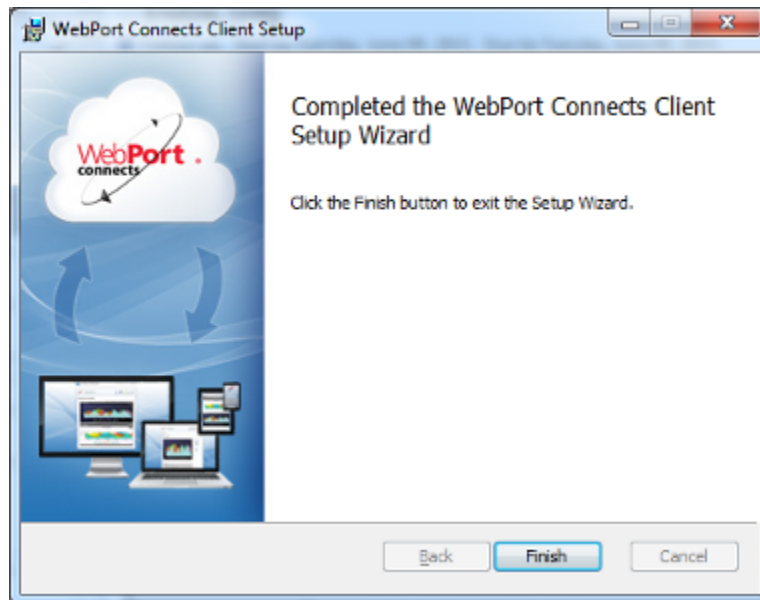 WebPort Connects Client Setup
WebPort.
connects
Completed the WebPort Connects Client
Setup Wizard
Click the Finish button to exit the Setup Wizard.
Back
Finish
Cancel